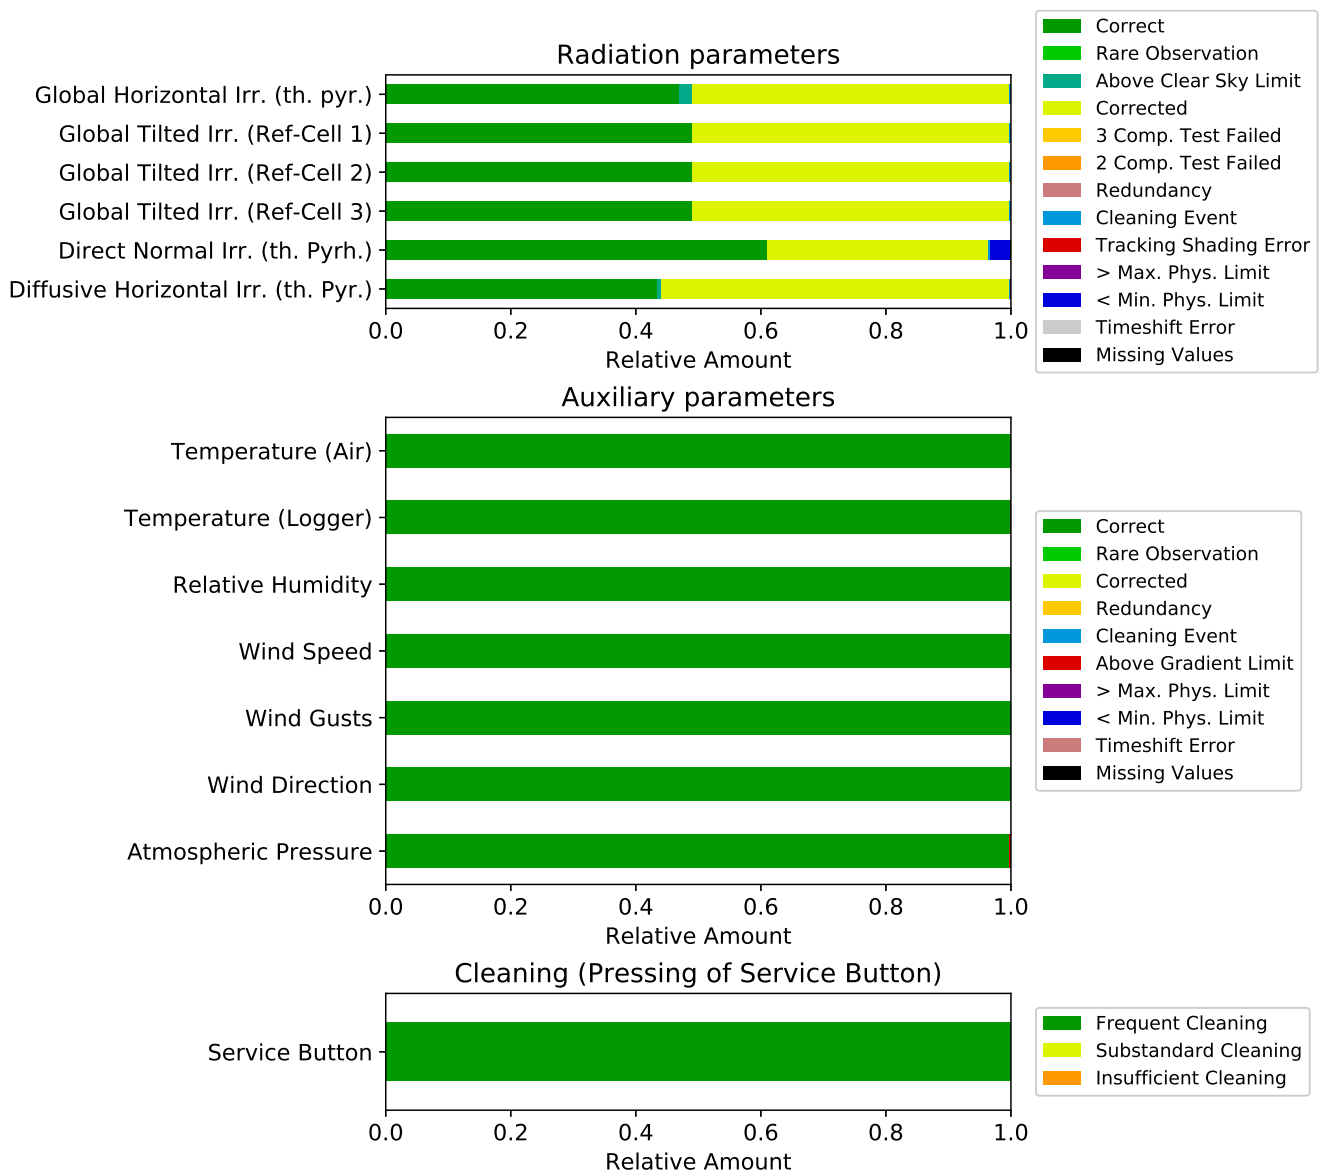 Radiation parameters
Global Horizontal Irr. (th. pyr.)
Global Tilted Irr. (Ref-Cell 1)
Global Tilted Irr. (Ref-Cell 2)
Global Tilted Irr. (Ref-Cell 3)
Direct Normal Irr. (th. Pyrh.)
Diffusive Horizontal Irr. (th. Pyr.)
0.0 0.2 0.4 0.6 0.8 1.0
Relative Amount
Correct
Rare Observation
Above Clear Sky Limit
Corrected
3 Comp. Test Failed
2 Comp. Test Failed
Redundancy
Cleaning Event
Tracking Shading Error
> Max. Phys. Limit
< Min. Phys. Limit
Timeshift Error
Missing Values
Auxiliary parameters
Temperature (Air)
Temperature (Logger)
Relative Humidity
Wind Speed
Wind Gusts
Wind Direction
Atmospheric Pressure
0.0 0.2 0.4 0.6 0.8 1.0
Relative Amount
Correct
Rare Observation
Corrected
Redundancy
Cleaning Event
Above Gradient Limit
> Max. Phys. Limit
< Min. Phys. Limit
Timeshift Error
Missing Values
Cleaning (Pressing of Service Button)
Service Button
0.0 0.2 0.4 0.6 0.8 1.0
Relative Amount
Frequent Cleaning
Substandard Cleaning
Insufficient Cleaning